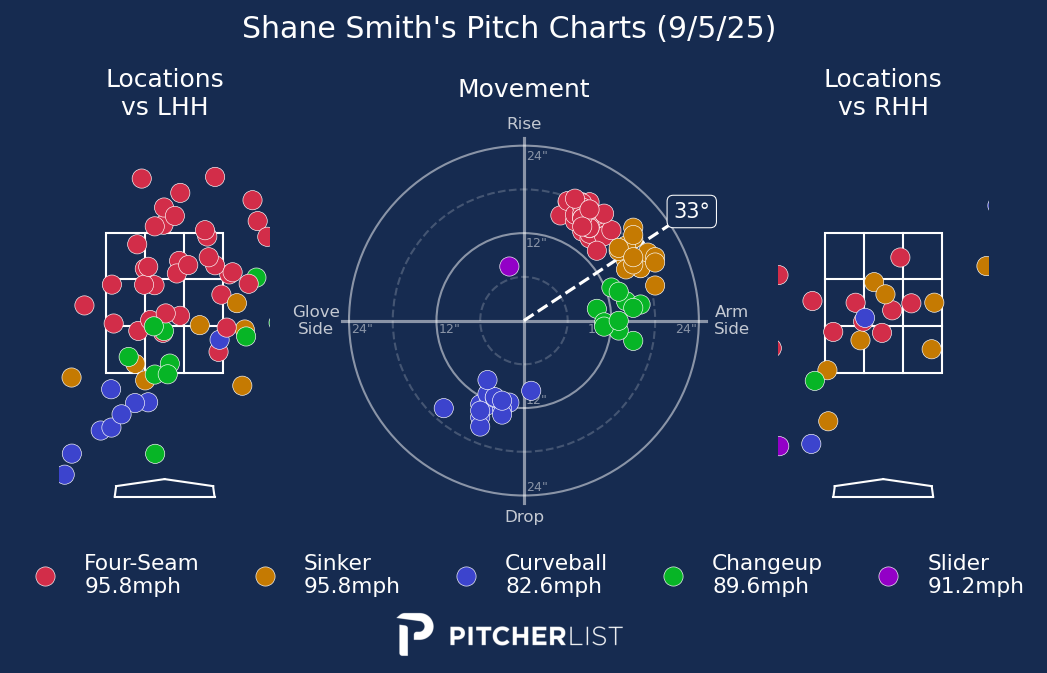 Shane Smith's Pitch Charts (9/5/25)
Locations
vs LHH
Movement
Locations
vs RHH
Rise
24"
33°
12"
Glove
Side
24"
12"
24"
Arm
Side
12"
24"
Drop
Four-Seam
95.8mph
Sinker
95.8mph
Curveball
82.6mph
Changeup
89.6mph
Slider
91.2mph
PITCHERLIST